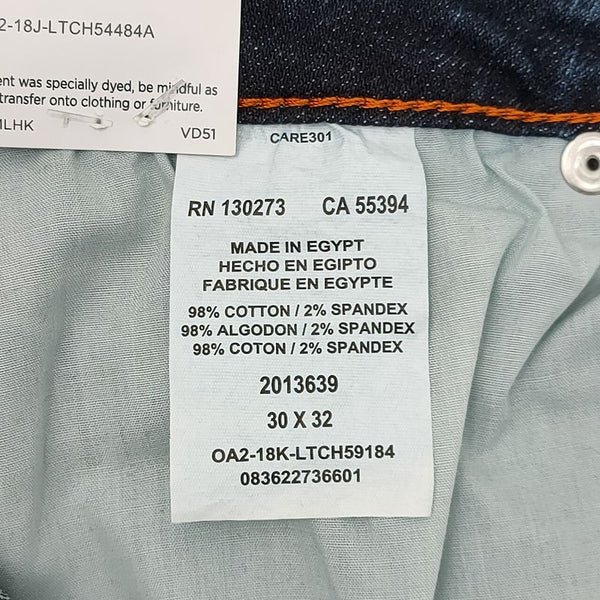 2-18J-LTCH54484A
ent was specially dyed, be mindful as
transfer onto clothing or furniture.
MLHK VD51
CARE301
RN 130273 CA 55394
MADE IN EGYPT
HECHO EN EGIPTO
FABRIQUE EN EGYPTE
98% COTTON / 2% SPANDEX
98% ALGODON / 2% SPANDEX
98% COTON / 2% SPANDEX
2013639
30 X 32
OA2-18K-LTCH59184
083622736601